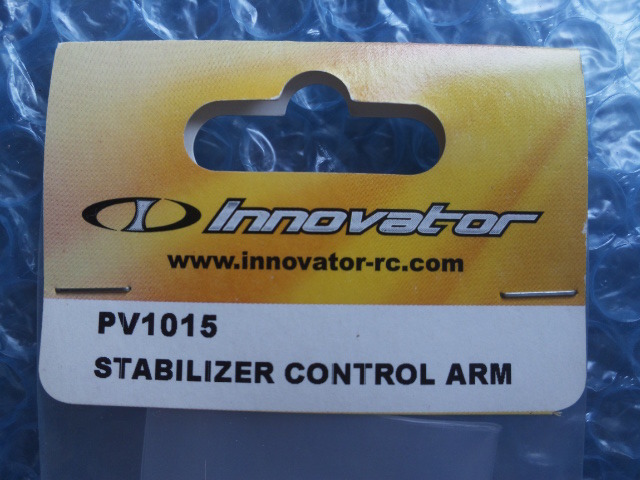 Innovator
www.innovator-rc.com
PV1015
STABILIZER CONTROL ARM